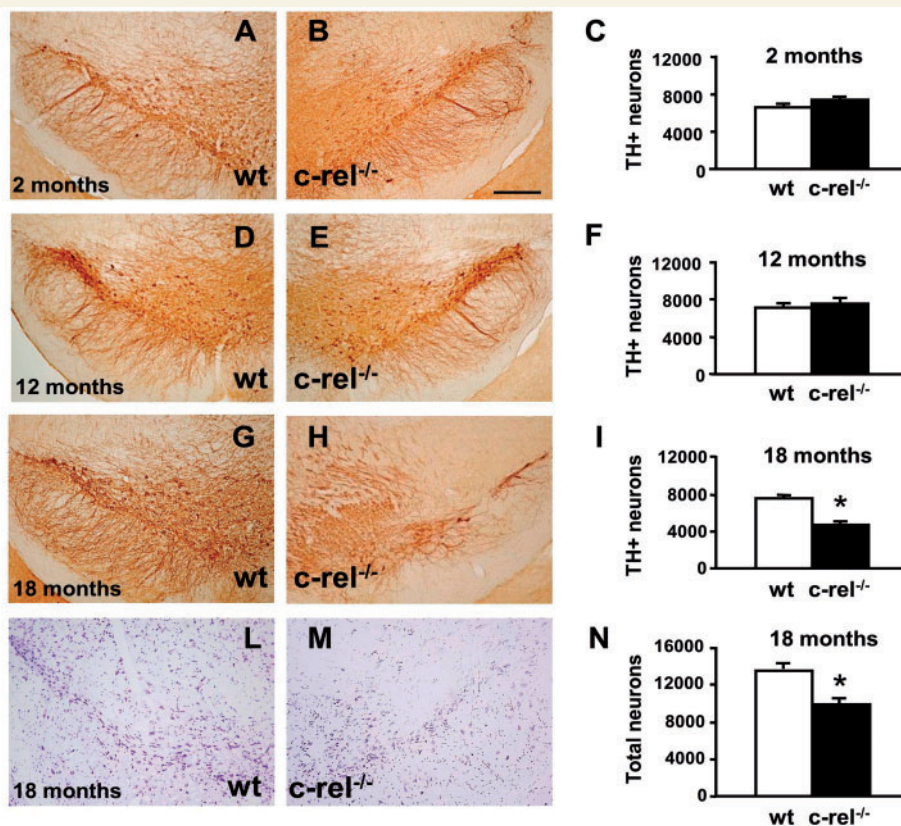 A
wt
2 months
B
c-rel-/-
C
2 months
TH+ neurons
12000
8000
4000
0
wt c-rel-/-
D
wt
12 months
E
c-rel-/-
F
12 months
TH+ neurons
12000
8000
4000
0
wt c-rel-/-
G
wt
18 months
H
c-rel-/-
I
18 months
TH+ neurons
12000
8000
4000
0
*
wt c-rel-/-
L
wt
18 months
M
c-rel-/-
N
18 months
Total neurons
16000
12000
8000
4000
0
*
wt c-rel-/-